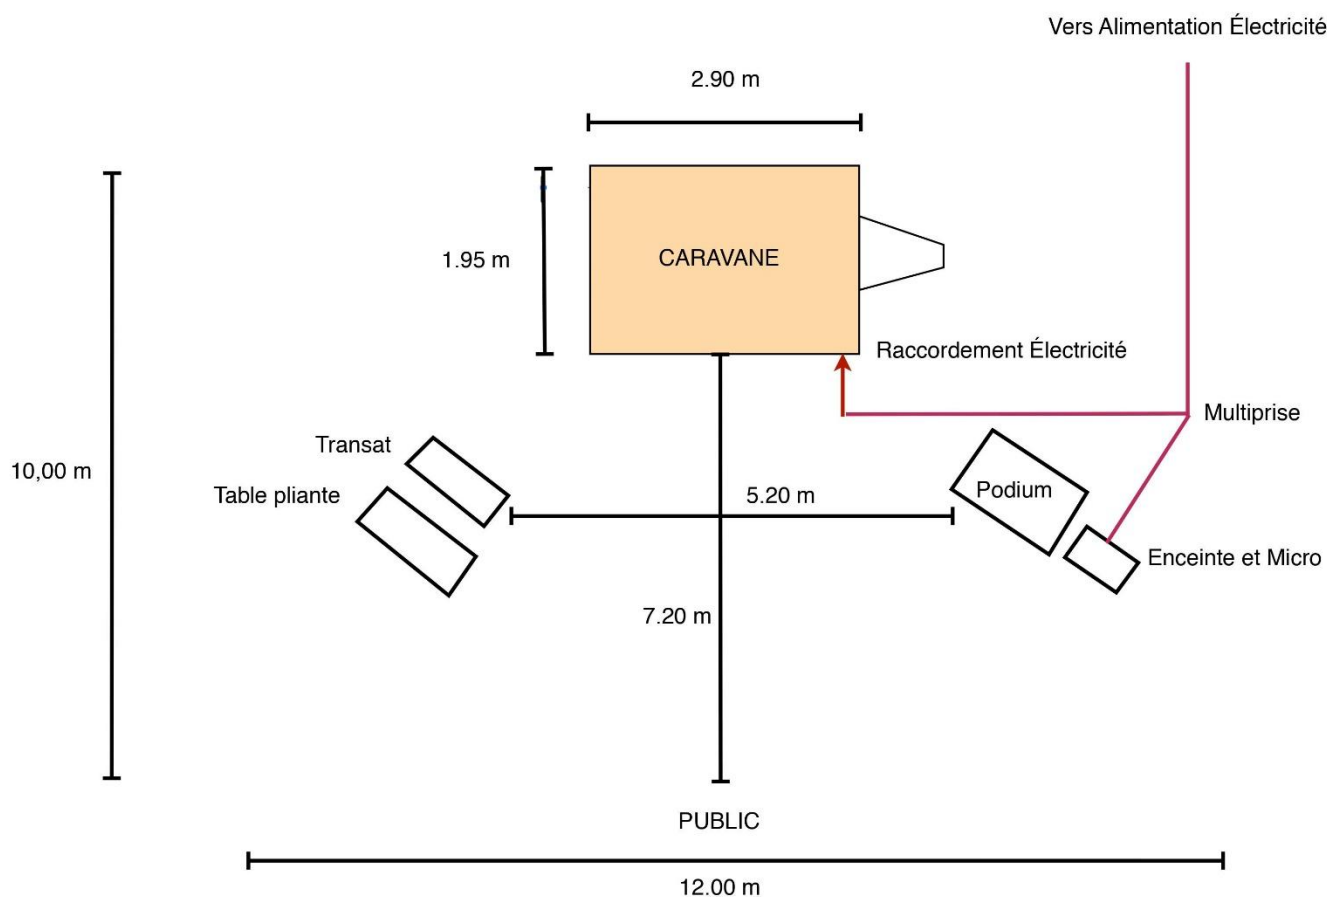 Vers Alimentation Électricité
2.90 m
1.95 m
CARAVANE
Raccordement Électricité
Multiprise
Transat
Table pliante
10,00 m
5.20 m
Podium
Enceinte et Micro
7.20 m
PUBLIC
12.00 m